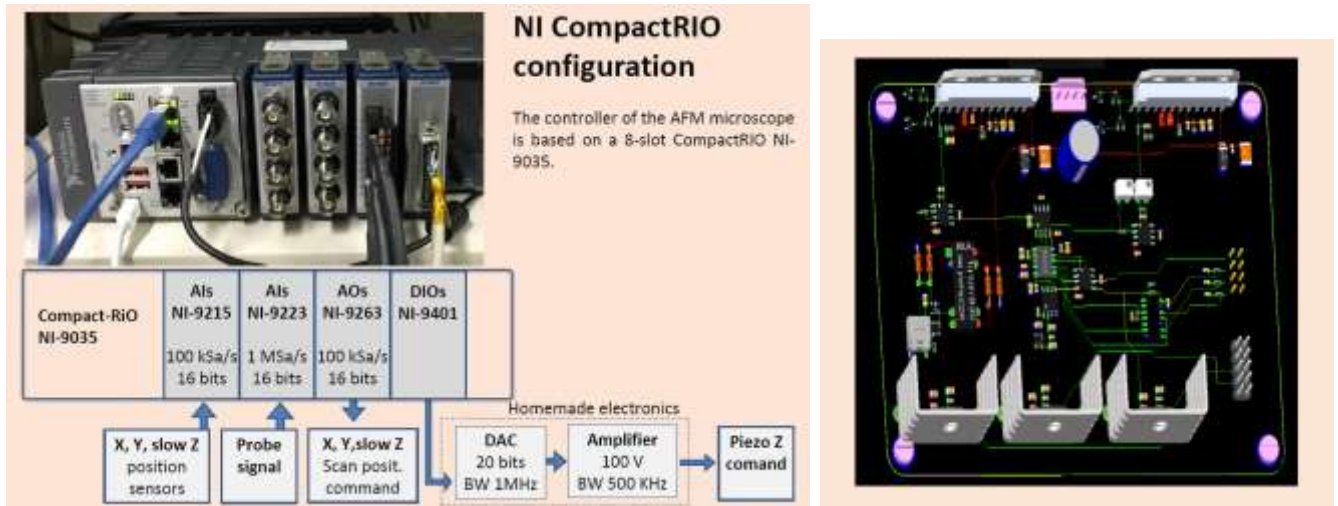 NI CompactRIO
configuration
The controller of the AFM microscope
is based on a 8-slot CompactRIO NI-
9035.
Compact-RiO
NI-9035
AIs
NI-9215
100 kSa/s
16 bits
AIs
NI-9223
1 MSa/s
16 bits
AOs
NI-9263
100 kSa/s
16 bits
DIOs
NI-9401
Homemade electronics
X, Y, slow Z
position
sensors
Probe
signal
X, Y,slow Z
Scan posit.
command
DAC
20 bits
BW 1MHz
Amplifier
100 V
BW 500 KHz
Piezo Z
comand